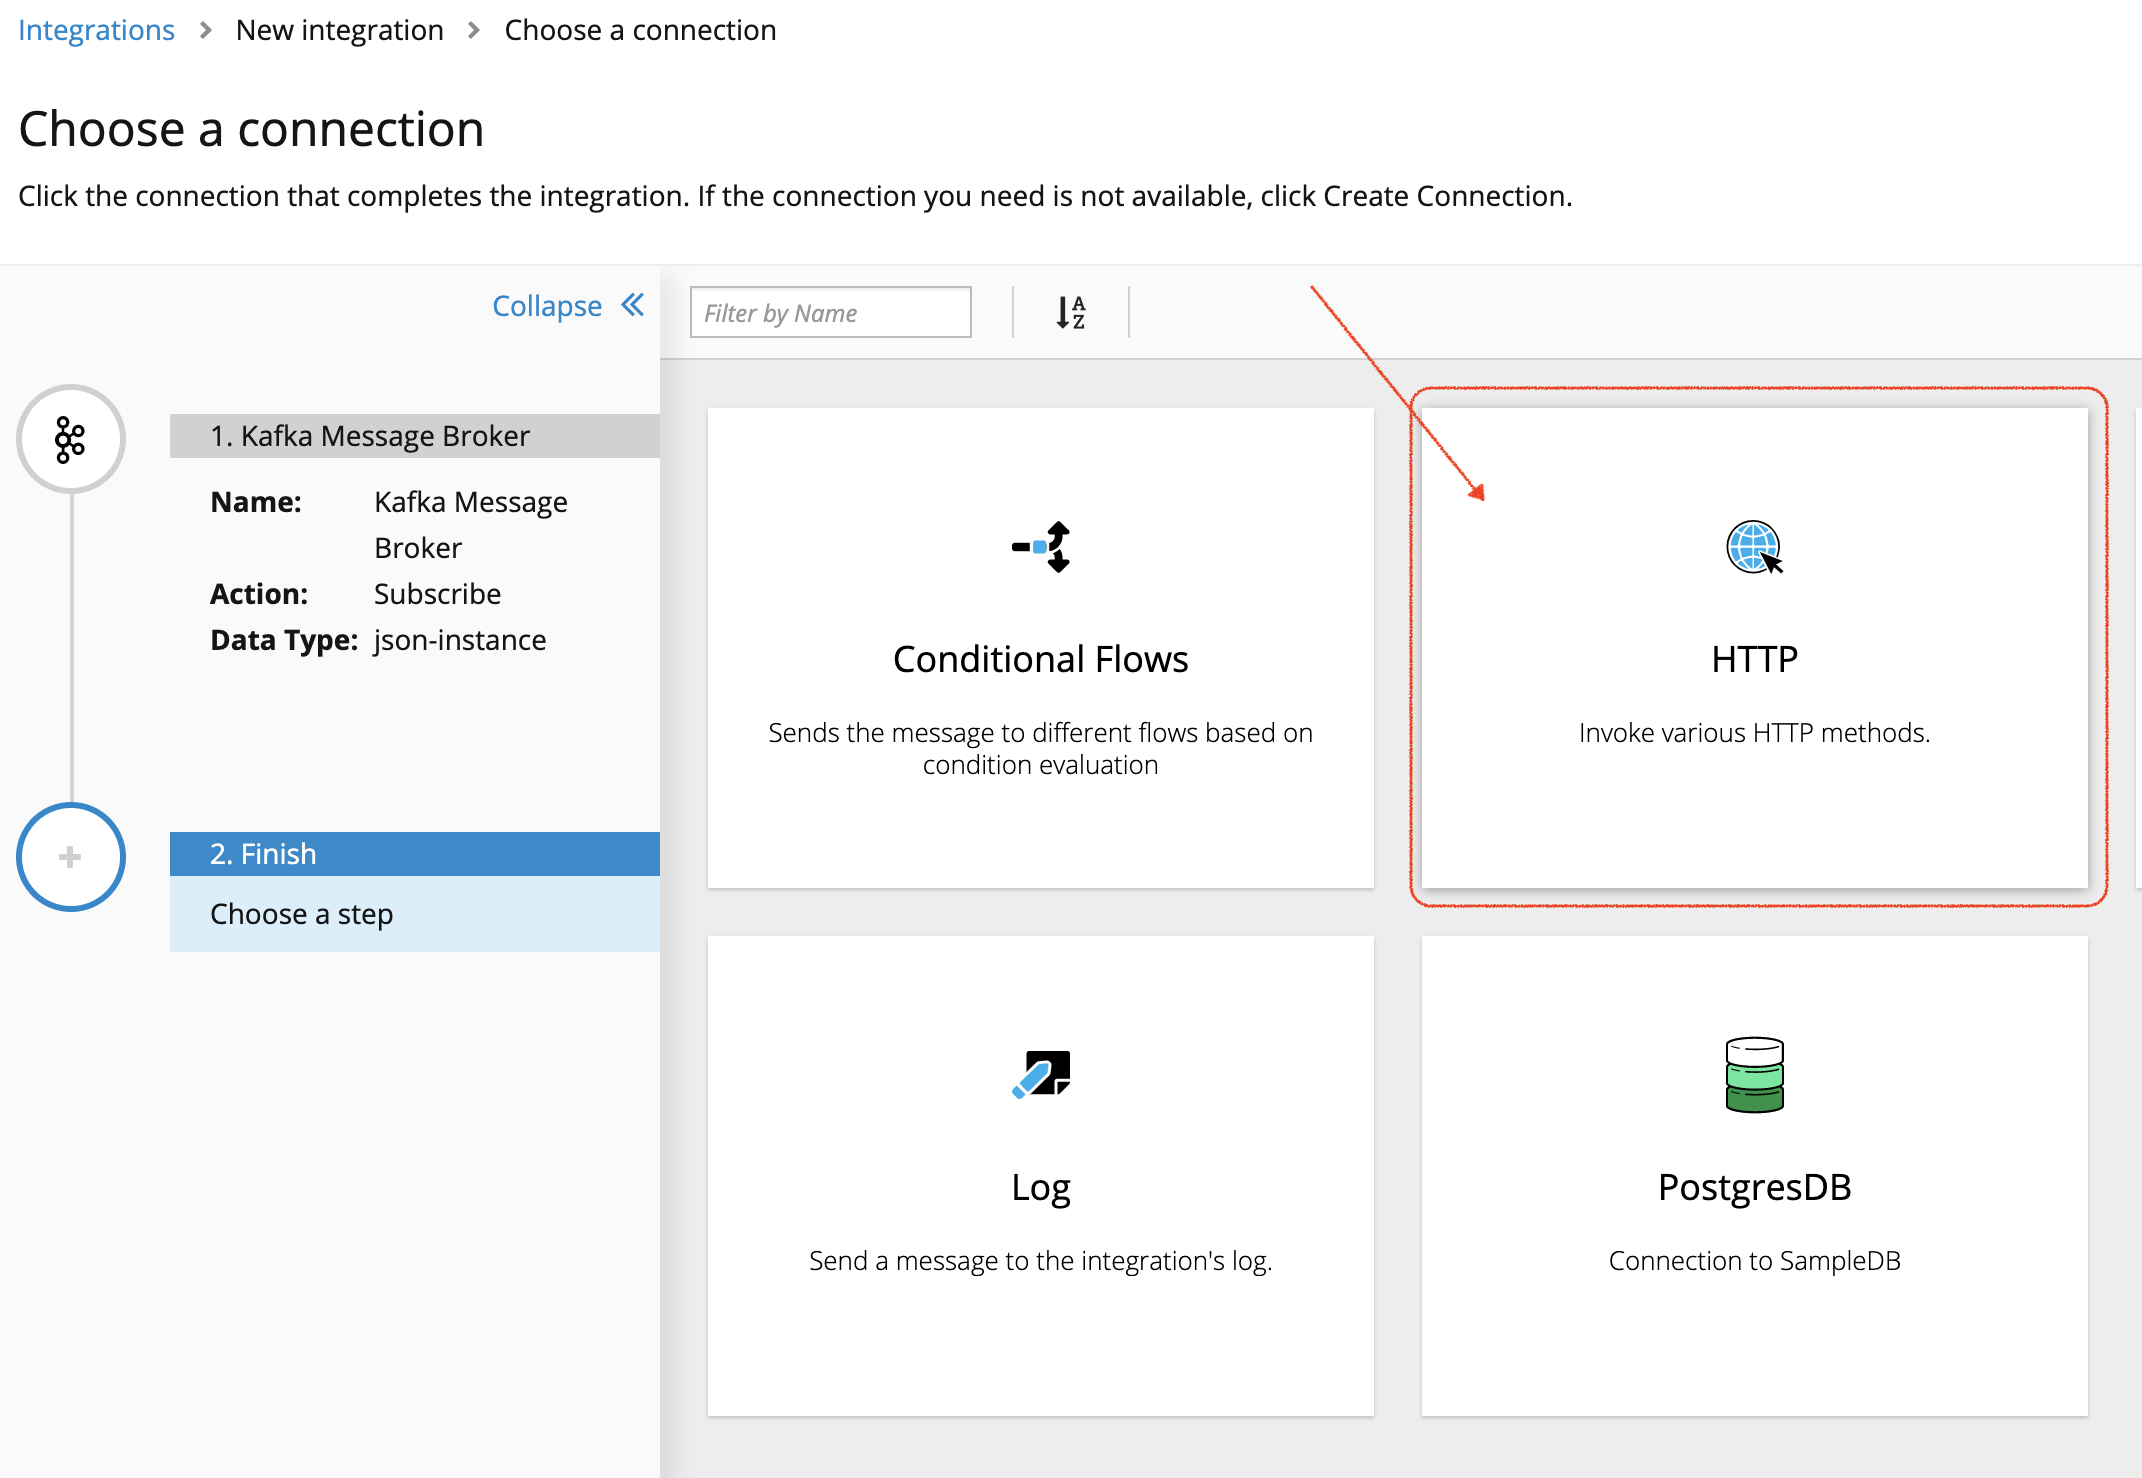 Integrations > New integration > Choose a connection
Choose a connection
Click the connection that completes the integration. If the connection you need is not available, click Create Connection.
Collapse
1. Kafka Message Broker
Name: Kafka Message
Broker
Action: Subscribe
Data Type: json-instance
2. Finish
Choose a step
Filter by Name
A
Z
Conditional Flows
Sends the message to different flows based on
condition evaluation
HTTP
Invoke various HTTP methods.
Log
Send a message to the integration's log.
PostgresDB
Connection to SampleDB